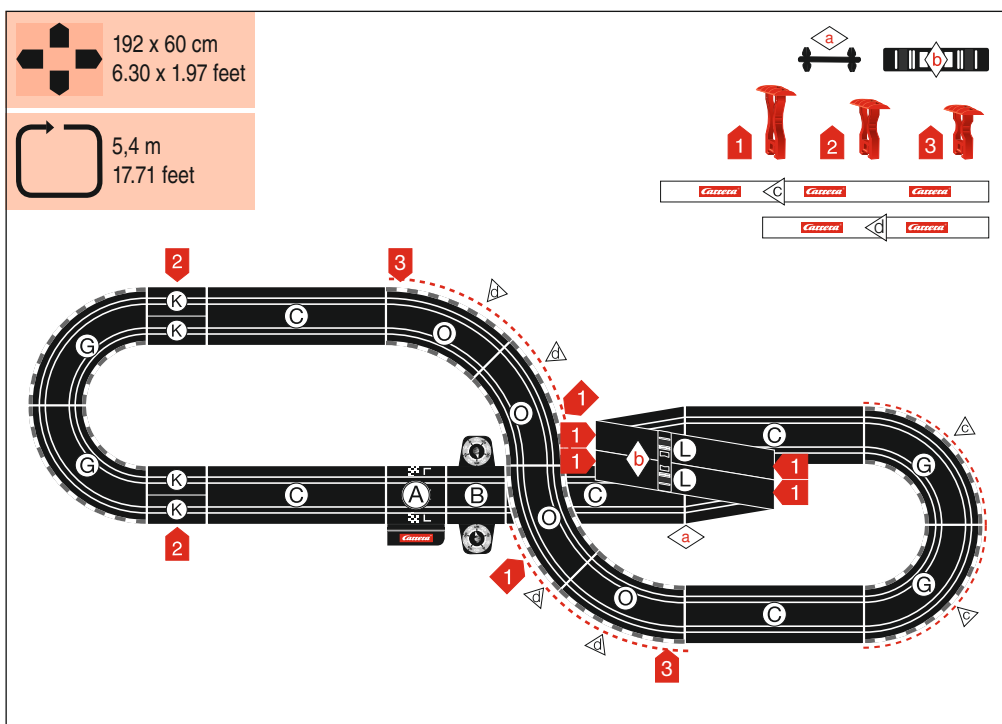 192 x 60 cm
6.30 x 1.97 feet
5,4 m
17.71 feet
a
b
1
2
3
Carrera c Carrera Carrera
Carrera d Carrera
2
3
d
K
C
O
G
K
d
O
1
1
b
L
C
c
1
1
G
G
K
C
A
B
C
L
1
1
K
O
a
Carrera
2
1
d
O
C
G
c
d
3